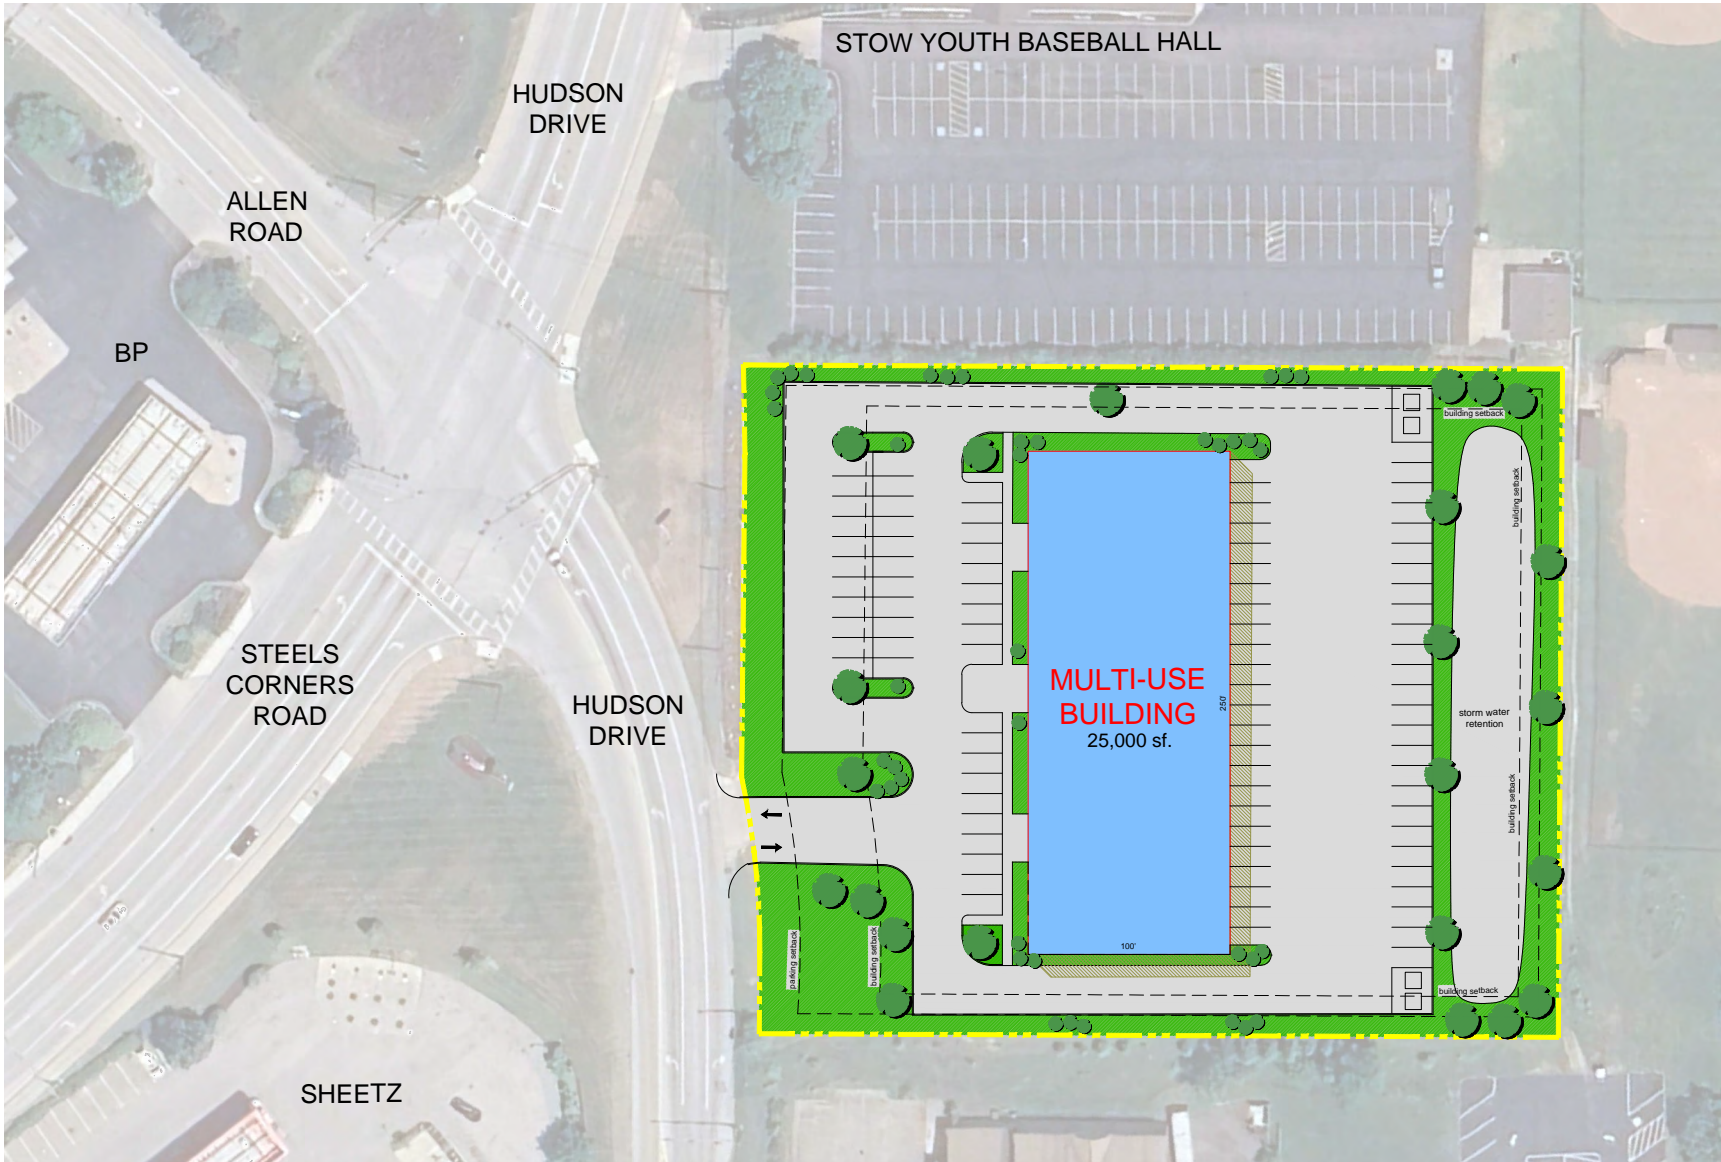 STOW YOUTH BASEBALL HALL
HUDSON
DRIVE
ALLEN
ROAD
BP
building setback
building setback
STEELS
CORNERS
ROAD
HUDSON
DRIVE
MULTI-USE
BUILDING
25,000 sf.
250'
storm water
retention
building setback
parking setback
building setback
100'
building setback
SHEETZ